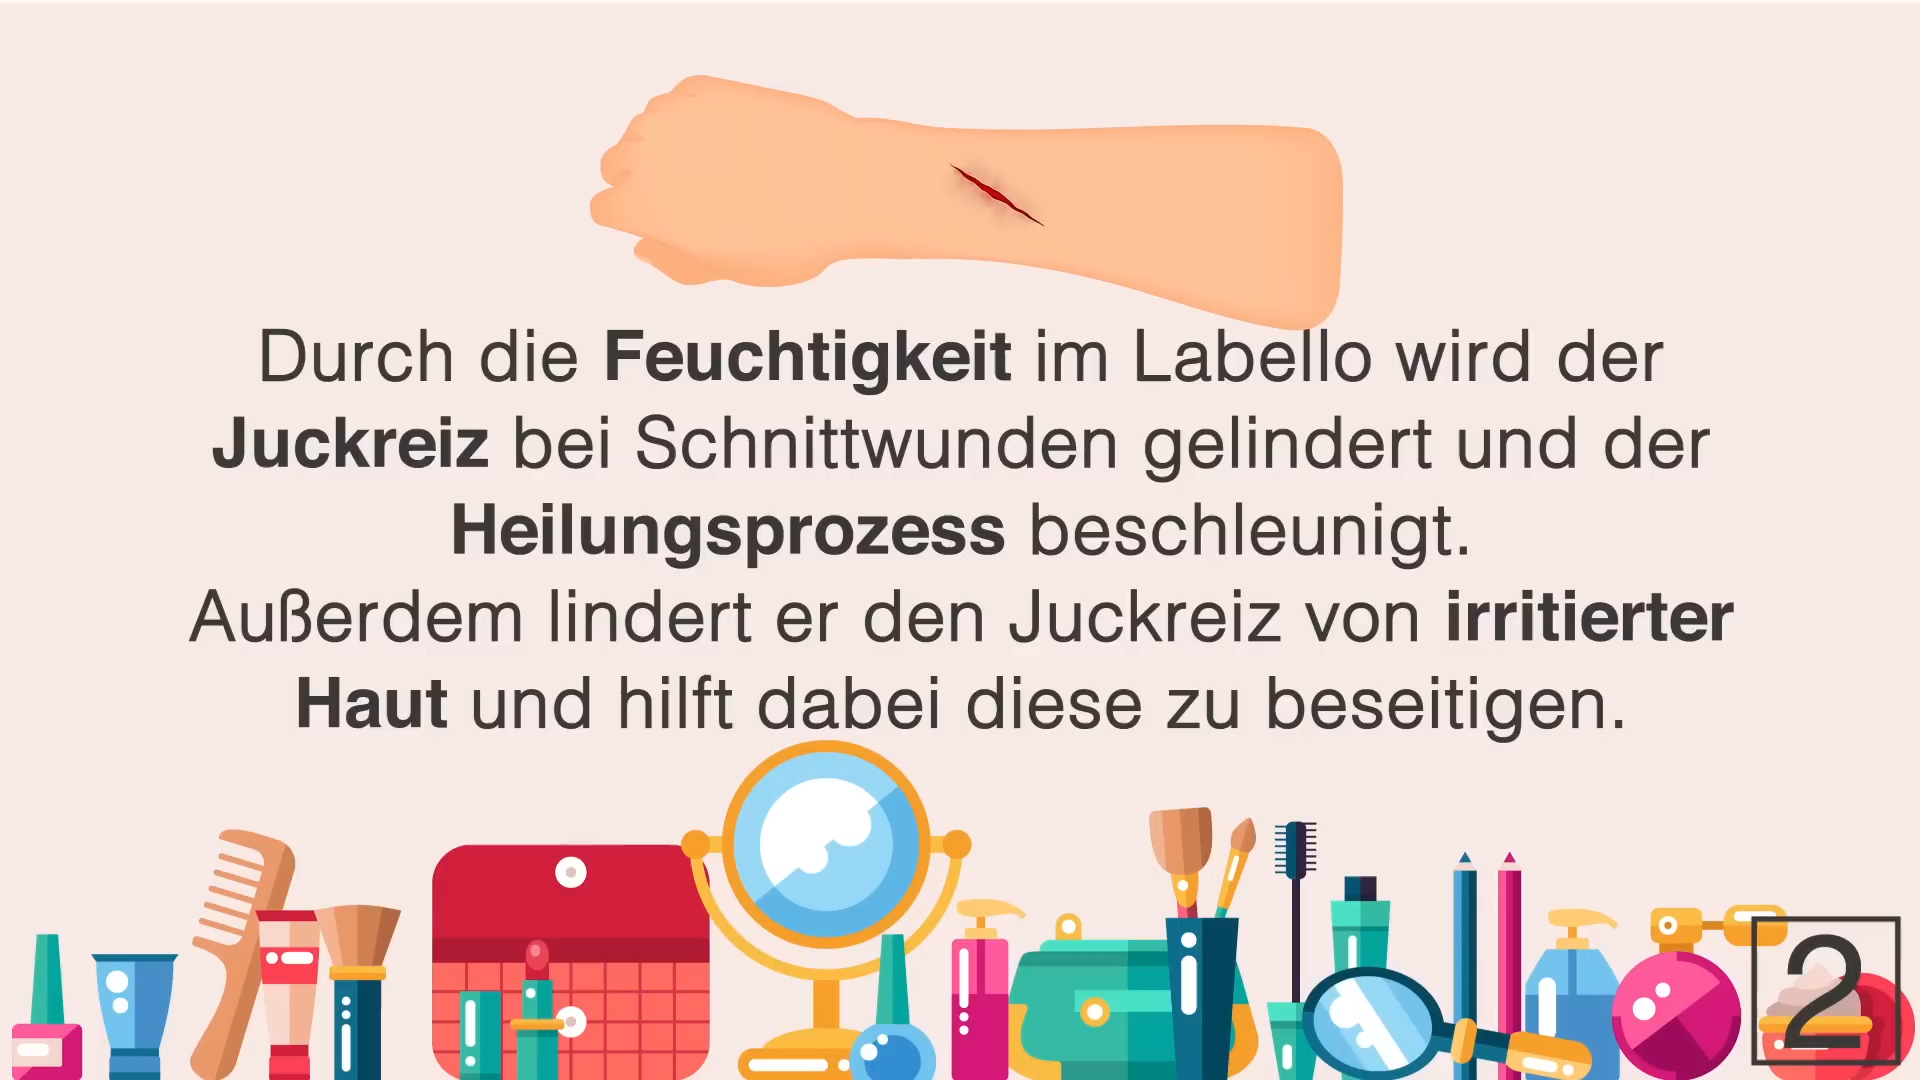 Durch die Feuchtigkeit im Labello wird der
Juckreiz bei Schnittwunden gelindert und der
Heilungsprozess beschleunigt.
Außerdem lindert er den Juckreiz von irritierter
Haut und hilft dabei diese zu beseitigen.
2